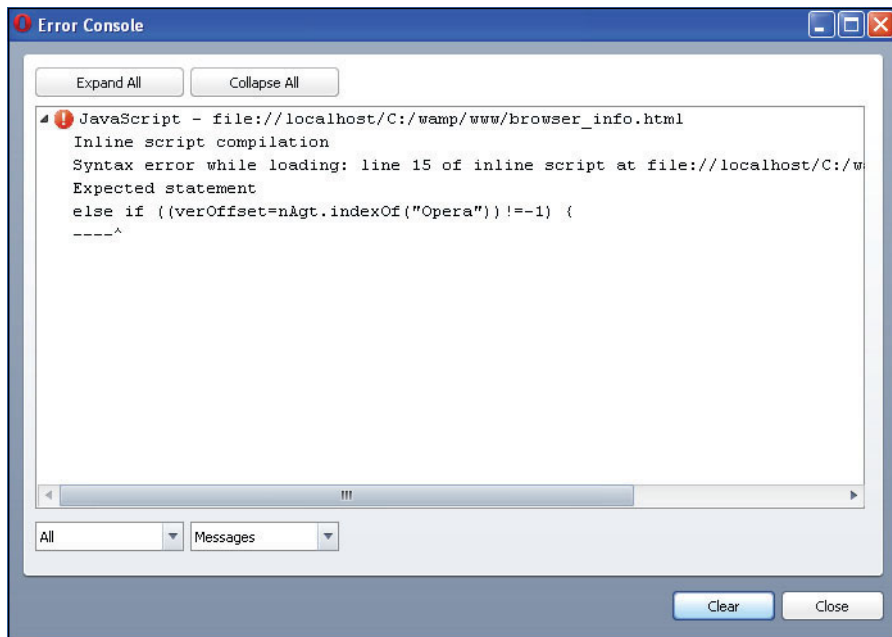 Error Console
Expand All
Collapse All
JavaScript - file://localhost/C:/wamp/www/browser_info.html
Inline script compilation
Syntax error while loading: line 15 of inline script at file://localhost/C:/w
Expected statement
else if ((verOffset=nAgt.indexOf("Opera"))!=-1) {
----^
All
Messages
Clear
Close